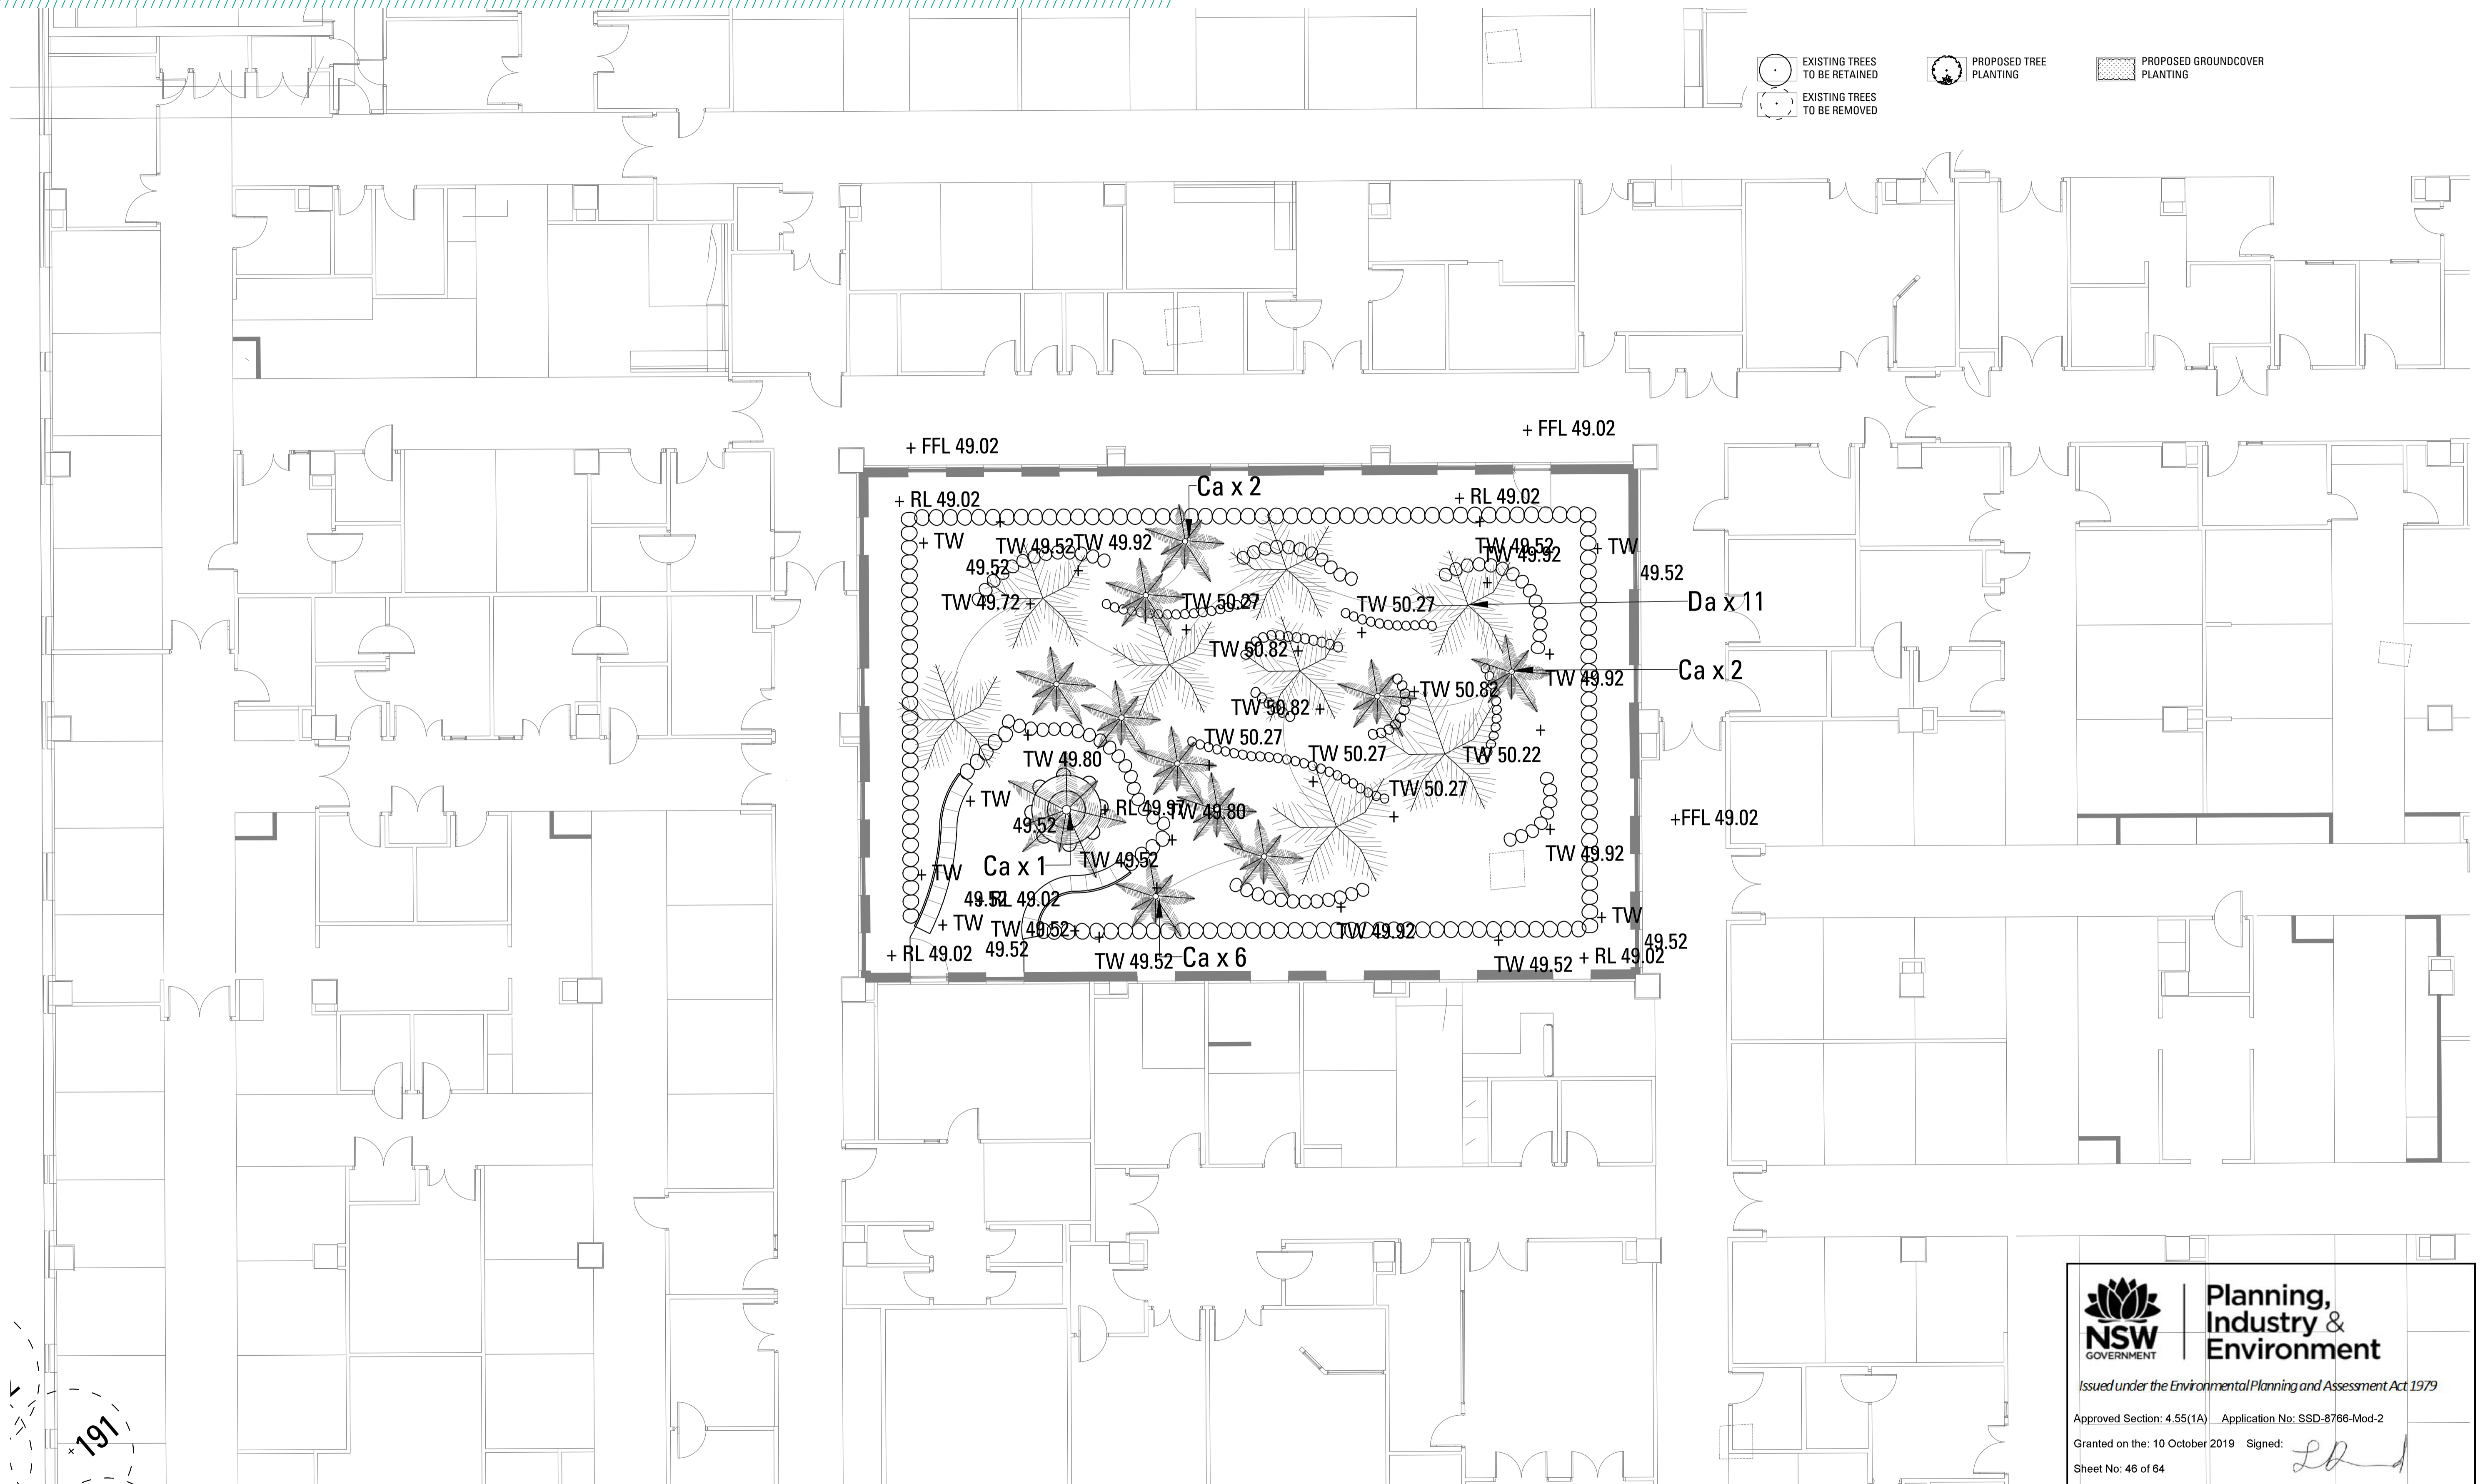 EXISTING TREES
TO BE RETAINED
PROPOSED TREE
PLANTING
PROPOSED GROUNDCOVER
PLANTING
EXISTING TREES
TO BE REMOVED
+ FFL 49.02
+ FFL 49.02
Ca x 2
+ RL 49.02
+ RL 49.02
+ TW
49.52
TW 49.52
TW 49.92
TW 49.52
TW 49.92
+ TW
49.52
TW 49.72 +
TW 50.27
TW 50.27
Da x 11
TW 50.82 +
Ca x 2
TW 49.92
+TW 50.82
TW 50.82 +
TW 50.27
TW 50.27
TW 50.22
TW 49.80
TW 50.27
+ TW
49.52
+ RL 49.97
TW 49.80
+FFL 49.02
TW 49.92
Ca x 1
TW 49.52
+ TW
49.52
+ RL 49.02
+ TW
49.52
TW 49.52+
TW 49.92
+ TW
49.52
+ RL 49.02
TW 49.52
Ca x 6
TW 49.52
+ RL 49.02
191
NSW
GOVERNMENT
Planning,
Industry &
Environment
Issued under the Environmental Planning and Assessment Act 1979
Approved Section: 4.55(1A) Application No: SSD-8766-Mod-2
Granted on the: 10 October 2019 Signed:
Sheet No: 46 of 64